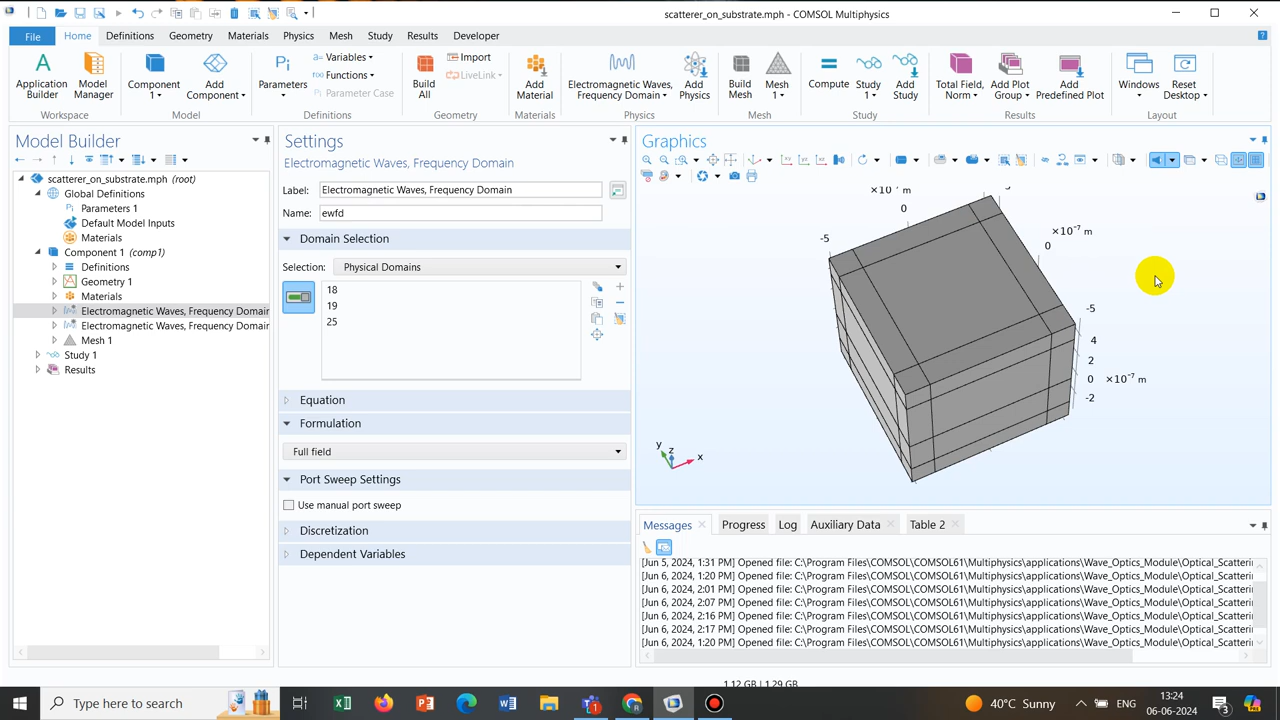 scatterer_on_substrate.mph - COMSOL Multiphysics
File Home Definitions Geometry Materials Physics Mesh Study Results Developer
Application Builder
Model Manager
Workspace
Component 1
Add Component
Model
Parameters
a= Variables
f(x) Functions
Pi Parameter Case
Definitions
Build All
Import
LiveLink
Geometry
Add Material
Materials
Electromagnetic Waves, Frequency Domain
Add Physics
Physics
Build Mesh
Mesh 1
Mesh
Compute
Study 1
Add Study
Study
Total Field, Norm
Add Plot Group
Add Predefined Plot
Results
Windows
Reset Desktop
Layout
Model Builder
scatterer_on_substrate.mph (root)
Global Definitions
Parameters 1
Default Model Inputs
Materials
Component 1 (comp1)
Definitions
Geometry 1
Materials
Electromagnetic Waves, Frequency Domain
Electromagnetic Waves, Frequency Domain
Mesh 1
Study 1
Results
Settings
Electromagnetic Waves, Frequency Domain
Label: Electromagnetic Waves, Frequency Domain
Name: ewfd
Domain Selection
Selection: Physical Domains
18
19
25
Equation
Formulation
Full field
Port Sweep Settings
Use manual port sweep
Discretization
Dependent Variables
Graphics
0
-5
×10⁻⁷ m
0
-5
4
2
0 ×10⁻⁷ m
-2
y z x
Messages Progress Log Auxiliary Data Table 2
[Jun 5, 2024, 1:31 PM] Opened file: C:\Program Files\COMSOL\COMSOL61\Multiphysics\applications\Wave_Optics_Module\Optical_Scatteri
[Jun 6, 2024, 1:20 PM] Opened file: C:\Program Files\COMSOL\COMSOL61\Multiphysics\applications\Wave_Optics_Module\Optical_Scatteri
[Jun 6, 2024, 2:01 PM] Opened file: C:\Program Files\COMSOL\COMSOL61\Multiphysics\applications\Wave_Optics_Module\Optical_Scatteri
[Jun 6, 2024, 2:07 PM] Opened file: C:\Program Files\COMSOL\COMSOL61\Multiphysics\applications\Wave_Optics_Module\Optical_Scatteri
[Jun 6, 2024, 2:16 PM] Opened file: C:\Program Files\COMSOL\COMSOL61\Multiphysics\applications\Wave_Optics_Module\Optical_Scatteri
[Jun 6, 2024, 2:17 PM] Opened file: C:\Program Files\COMSOL\COMSOL61\Multiphysics\applications\Wave_Optics_Module\Optical_Scatteri
[Jun 6, 2024, 1:20 PM] Opened file: C:\Program Files\COMSOL\COMSOL61\Multiphysics\applications\Wave_Optics_Module\Optical_Scatteri
1.12 GB | 1.29 GB
Type here to search
40°C Sunny
ENG
13:24
06-06-2024